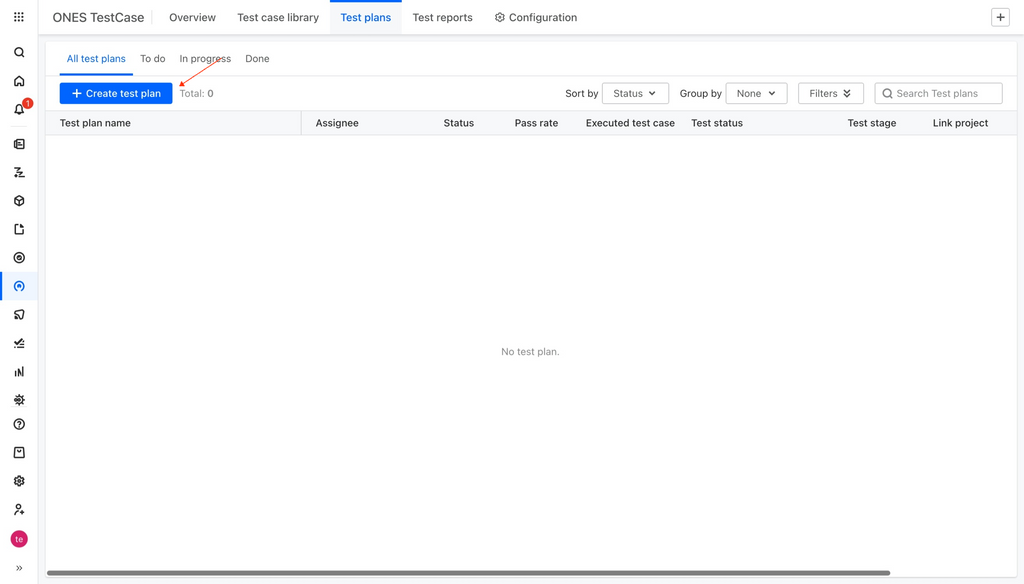 ONES TestCase Overview Test case library Test plans Test reports Configuration
All test plans To do In progress Done
1
Create test plan Total: 0 Sort by Status Group by None Filters Search Test plans
Test plan name Assignee Status Pass rate Executed test case Test status Test stage Link project
No test plan.
te